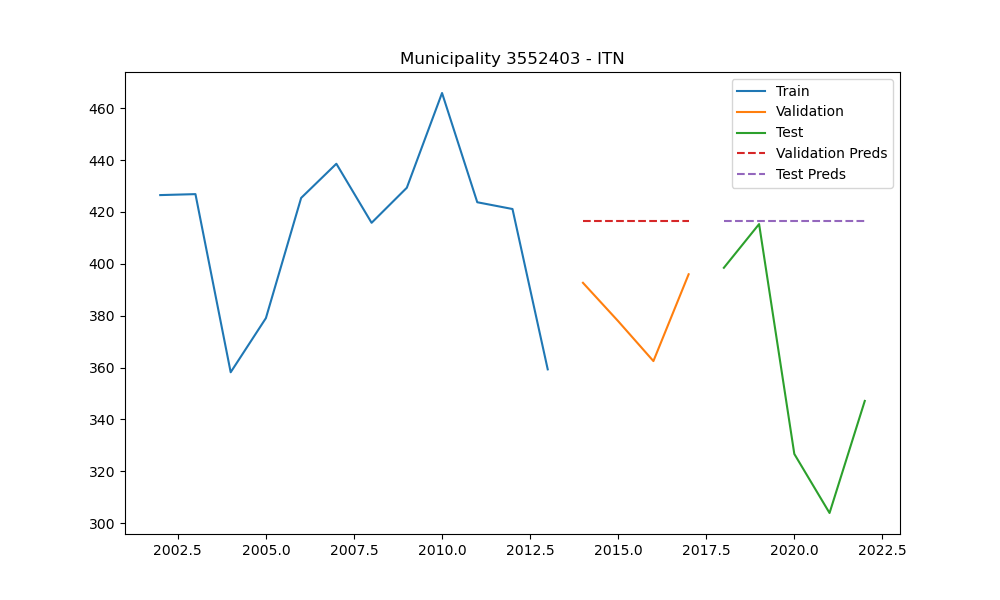 Municipality 3552403 - ITN
Train
Validation
Test
Validation Preds
Test Preds
460
440
420
400
380
360
340
320
300
2002.5 2005.0 2007.5 2010.0 2012.5 2015.0 2017.5 2020.0 2022.5